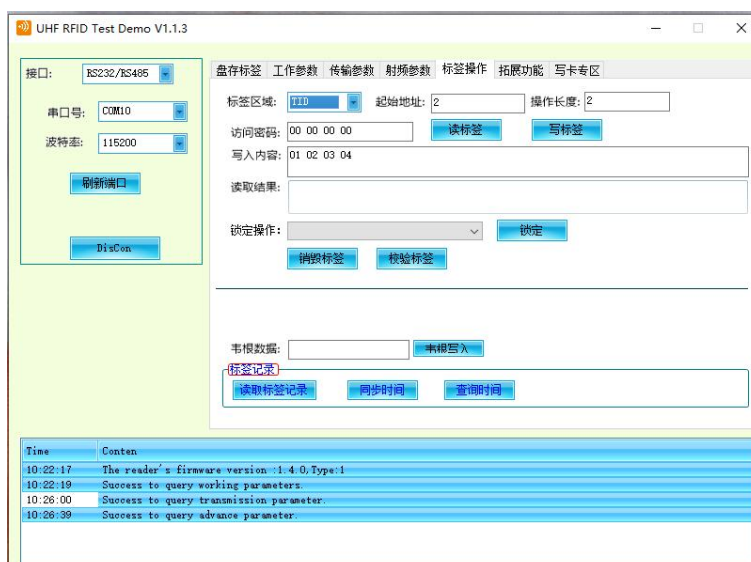 UHF RFID Test Demo V1.1.3
接口: RS232/RS485
串口号: COM10
波特率: 115200
刷新端口
DisCon
盘存标签 工作参数 传输参数 射频参数 标签操作 拓展功能 写卡专区
标签区域: TID 起始地址: 2 操作长度: 2
访问密码: 00 00 00 00 读标签 写标签
写入内容: 01 02 03 04
读取结果:
锁定操作: 锁定
销毁标签 校验标签
韦根数据: 韦根写入
标签记录
读取标签记录 同步时间 查询时间
Time Conten
10:22:17 The reader's firmware version :1.4.0,Type:1
10:22:19 Success to query working parameters.
10:26:00 Success to query transmission parameter.
10:26:39 Success to query advance parameter.